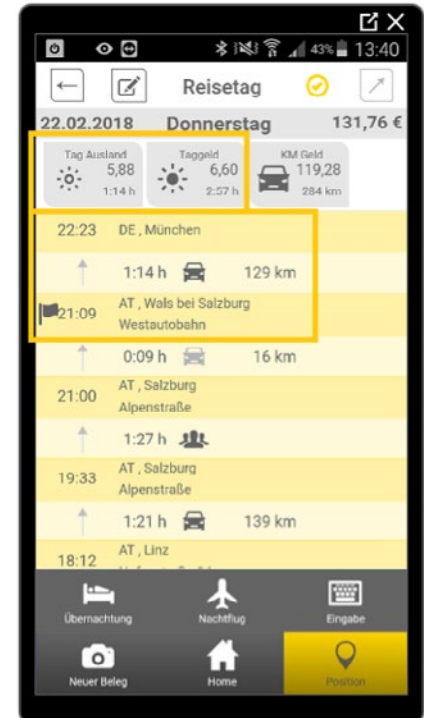 43% 13:40
Reisetag
22.02.2018 Donnerstag 131,76 €
Tag Ausland Taggeld KM Geld
5,88 6,60 119,28
1:14 h 2:57 h 284 km
22:23 DE , München
1:14 h 129 km
21:09 AT , Wals bei Salzburg
Westautobahn
0:09 h 16 km
21:00 AT , Salzburg
Alpenstraße
1:27 h
19:33 AT , Salzburg
Alpenstraße
1:21 h 139 km
18:12 AT , Linz
Übernachtung Nachtflug Eingabe
Neuer Beleg Home Position